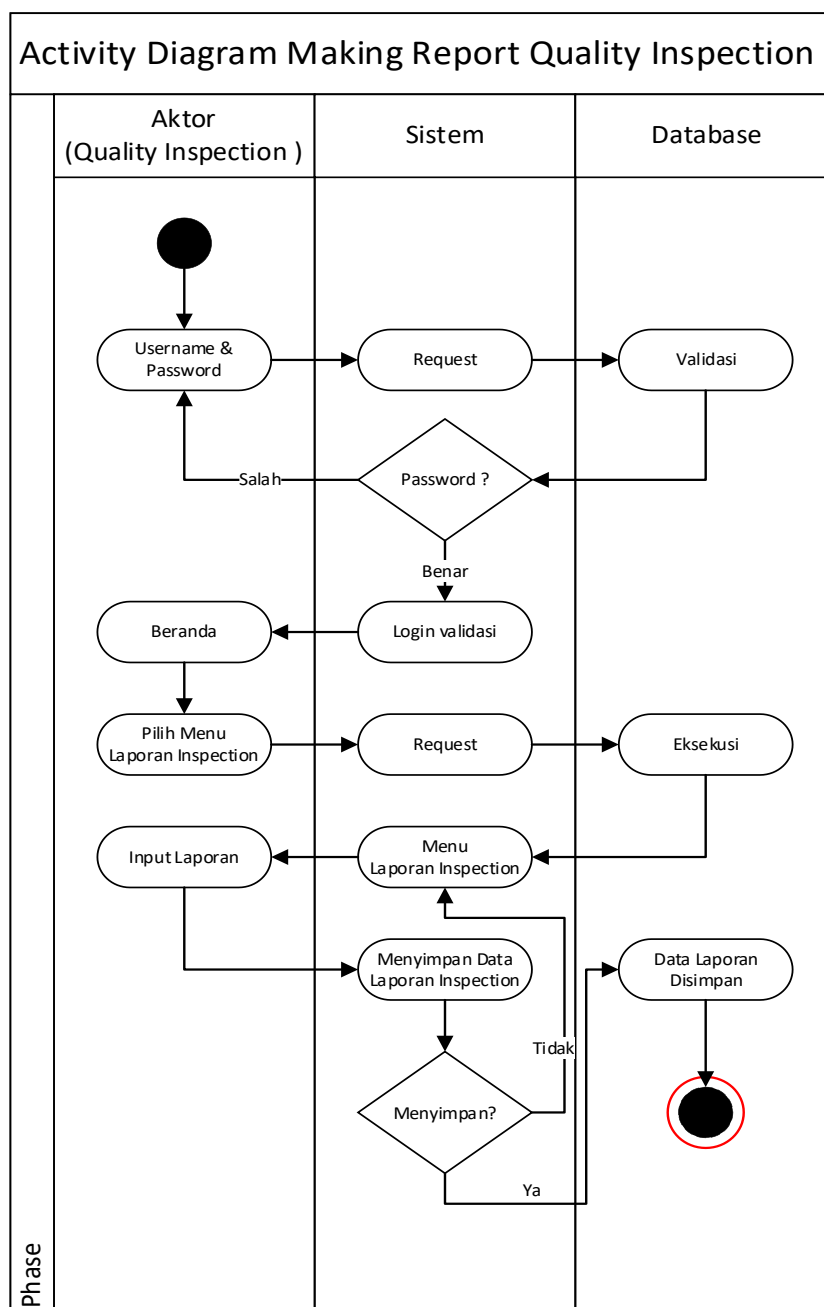 Activity Diagram Making Report Quality Inspection
Aktor
(Quality Inspection )
Sistem
Database
Username &
Password
Request
Validasi
Salah
Password ?
Benar
Beranda
Login validasi
Pilih Menu
Laporan Inspection
Request
Eksekusi
Input Laporan
Menu
Laporan Inspection
Menyimpan Data
Laporan Inspection
Data Laporan
Disimpan
Tidak
Menyimpan?
Ya
Phase